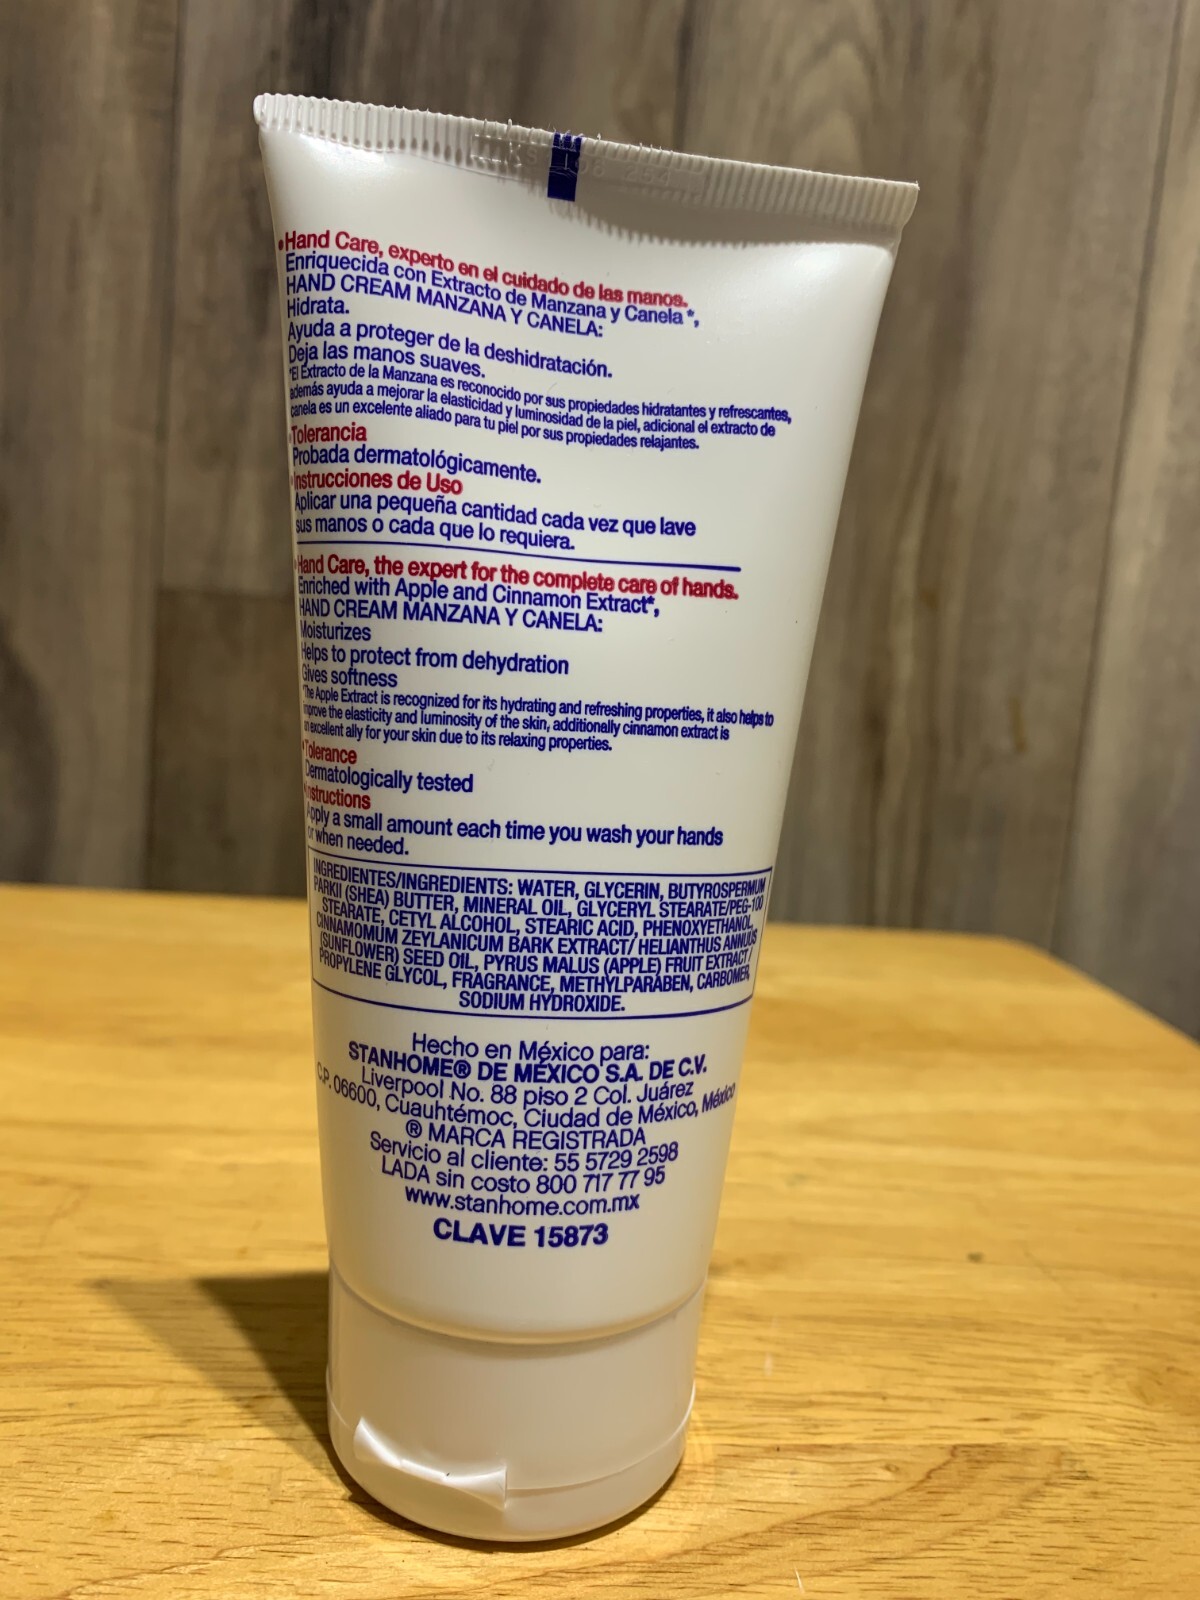 •Hand Care, experto en el cuidado de las manos.
Enriquecida con Extracto de Manzana y Canela*,
HAND CREAM MANZANA Y CANELA:
Hidrata.
Ayuda a proteger de la deshidratación.
Deja las manos suaves.
*El Extracto de la Manzana es reconocido por sus propiedades hidratantes y refrescantes,
además ayuda a mejorar la elasticidad y luminosidad de la piel, adicional el extracto de
canela es un excelente aliado para tu piel por sus propiedades relajantes.
•Tolerancia
Probada dermatológicamente.
•Instrucciones de Uso
Aplicar una pequeña cantidad cada vez que lave
sus manos o cada que lo requiera.
•Hand Care, the expert for the complete care of hands.
Enriched with Apple and Cinnamon Extract*,
HAND CREAM MANZANA Y CANELA:
Moisturizes
Helps to protect from dehydration
Gives softness
*The Apple Extract is recognized for its hydrating and refreshing properties, it also helps to
improve the elasticity and luminosity of the skin, additionally cinnamon extract is
an excellent ally for your skin due to its relaxing properties.
•Tolerance
Dermatologically tested
•Instructions
Apply a small amount each time you wash your hands
or when needed.
INGREDIENTES/INGREDIENTS: WATER, GLYCERIN, BUTYROSPERMUM
PARKII (SHEA) BUTTER, MINERAL OIL, GLYCERYL STEARATE/PEG-100
STEARATE, CETYL ALCOHOL, STEARIC ACID, PHENOXYETHANOL,
CINNAMOMUM ZEYLANICUM BARK EXTRACT/ HELIANTHUS ANNUUS
(SUNFLOWER) SEED OIL, PYRUS MALUS (APPLE) FRUIT EXTRACT/
PROPYLENE GLYCOL, FRAGRANCE, METHYLPARABEN, CARBOMER,
SODIUM HYDROXIDE.
Hecho en México para:
STANHOME® DE MÉXICO S.A. DE C.V.
Liverpool No. 88 piso 2 Col. Juárez
C.P. 06600, Cuauhtémoc, Ciudad de México, México
® MARCA REGISTRADA
Servicio al cliente: 55 5729 2598
LADA sin costo 800 717 77 95
www.stanhome.com.mx
CLAVE 15873